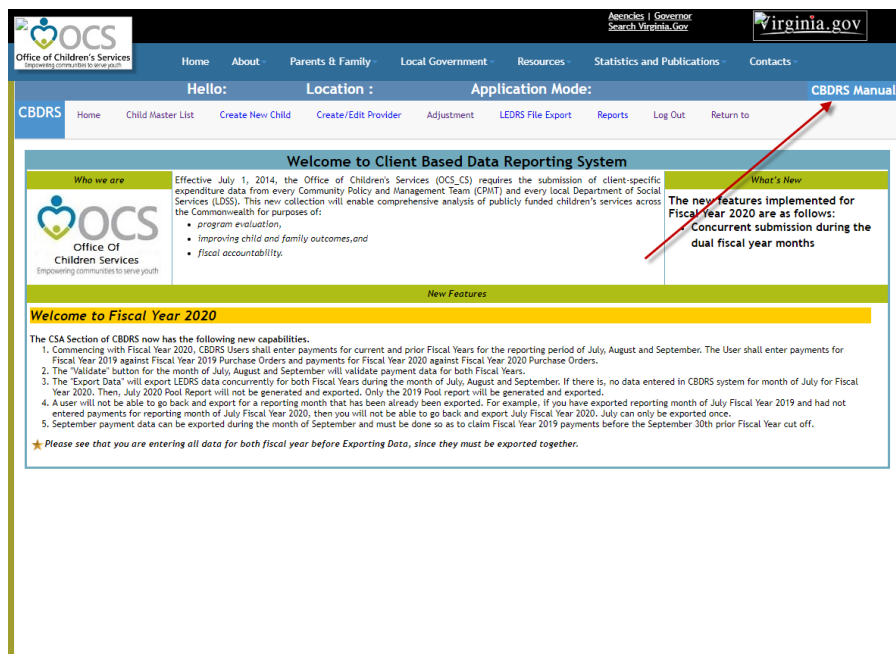 Agencies | Governor
Search Virginia.Gov
Virginia.gov
OCS
Office of Children's Services
Empowering communities to serve youth
Home About Parents & Family Local Government Resources Statistics and Publications Contacts
Hello: Location : Application Mode: CBDRS Manual
CBDRS Home Child Master List Create New Child Create/Edit Provider Adjustment LEDRS File Export Reports Log Out Return to
Welcome to Client Based Data Reporting System
Who we are
OCS
Office Of
Children Services
Empowering communities to serve youth
Effective July 1, 2014, the Office of Children's Services (OCS_CS) requires the submission of client-specific
expenditure data from every Community Policy and Management Team (CPMT) and every local Department of Social
Services (LDSS). This new collection will enable comprehensive analysis of publicly funded children's services across
the Commonwealth for purposes of:
• program evaluation,
• improving child and family outcomes,and
• fiscal accountability.
What's New
The new features implemented for
Fiscal Year 2020 are as follows:
• Concurrent submission during the
dual fiscal year months
New Features
Welcome to Fiscal Year 2020
The CSA Section of CBDRS now has the following new capabilities.
1. Commencing with Fiscal Year 2020, CBDRS Users shall enter payments for current and prior Fiscal Years for the reporting period of July, August and September. The User shall enter payments for
Fiscal Year 2019 against Fiscal Year 2019 Purchase Orders and payments for Fiscal Year 2020 against Fiscal Year 2020 Purchase Orders.
2. The "Validate" button for the month of July, August and September will validate payment data for both Fiscal Years.
3. The "Export Data" will export LEDRS data concurrently for both Fiscal Years during the month of July, August and September. If there is, no data entered in CBDRS system for month of July for Fiscal
Year 2020. Then, July 2020 Pool Report will not be generated and exported. Only the 2019 Pool report will be generated and exported.
4. A user will not be able to go back and export for a reporting month that has been already been exported. For example, if you have exported reporting month of July Fiscal Year 2019 and had not
entered payments for reporting month of July Fiscal Year 2020, then you will not be able to go back and export July Fiscal Year 2020. July can only be exported once.
5. September payment data can be exported during the month of September and must be done so as to claim Fiscal Year 2019 payments before the September 30th prior Fiscal Year cut off.
Please see that you are entering all data for both fiscal year before Exporting Data, since they must be exported together.